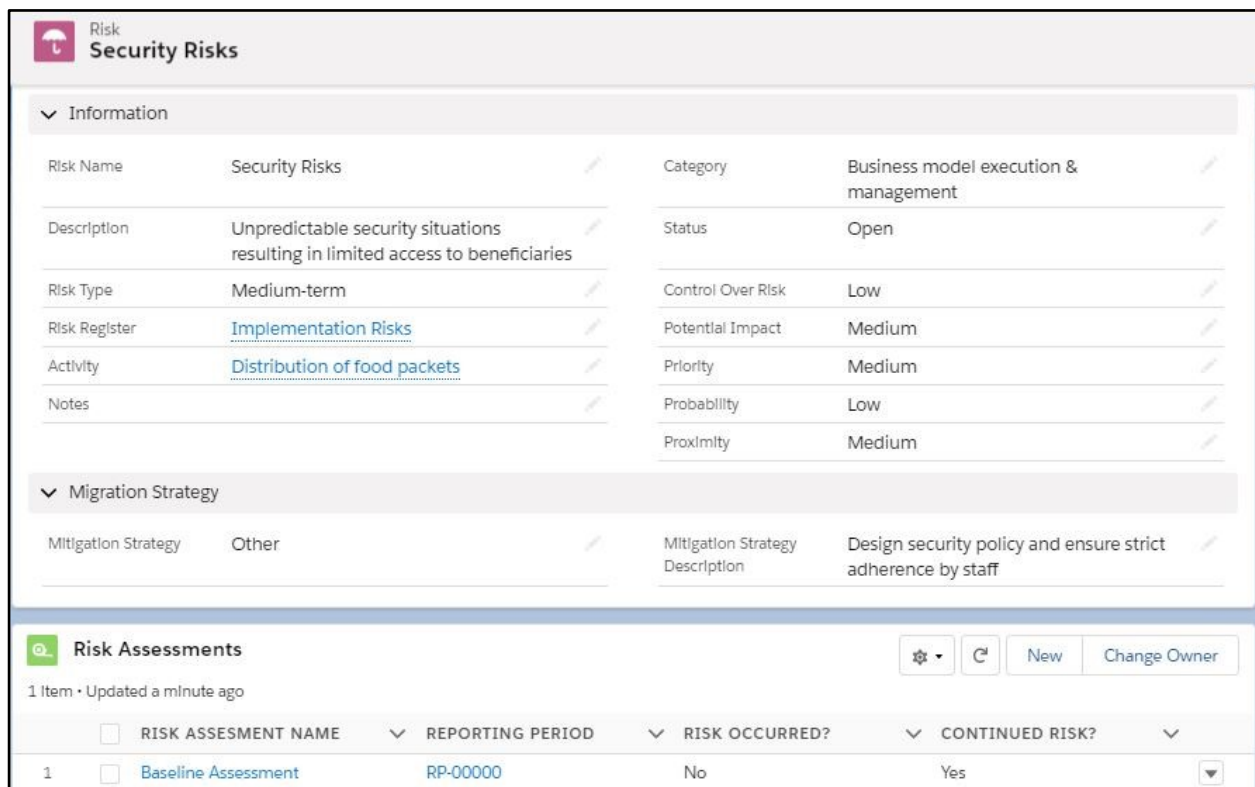 Risk
Security Risks
Information
Risk Name Security Risks Category Business model execution &
management
Description Unpredictable security situations Status Open
resulting in limited access to beneficiaries
Risk Type Medium-term Control Over Risk Low
Risk Register Implementation Risks Potential Impact Medium
Activity Distribution of food packets Priority Medium
Notes Probability Low
Proximity Medium
Migration Strategy
Mitigation Strategy Other Mitigation Strategy Design security policy and ensure strict
Description adherence by staff
Risk Assessments New Change Owner
1 item • Updated a minute ago
RISK ASSESMENT NAME REPORTING PERIOD RISK OCCURRED? CONTINUED RISK?
1 Baseline Assessment RP-00000 No Yes